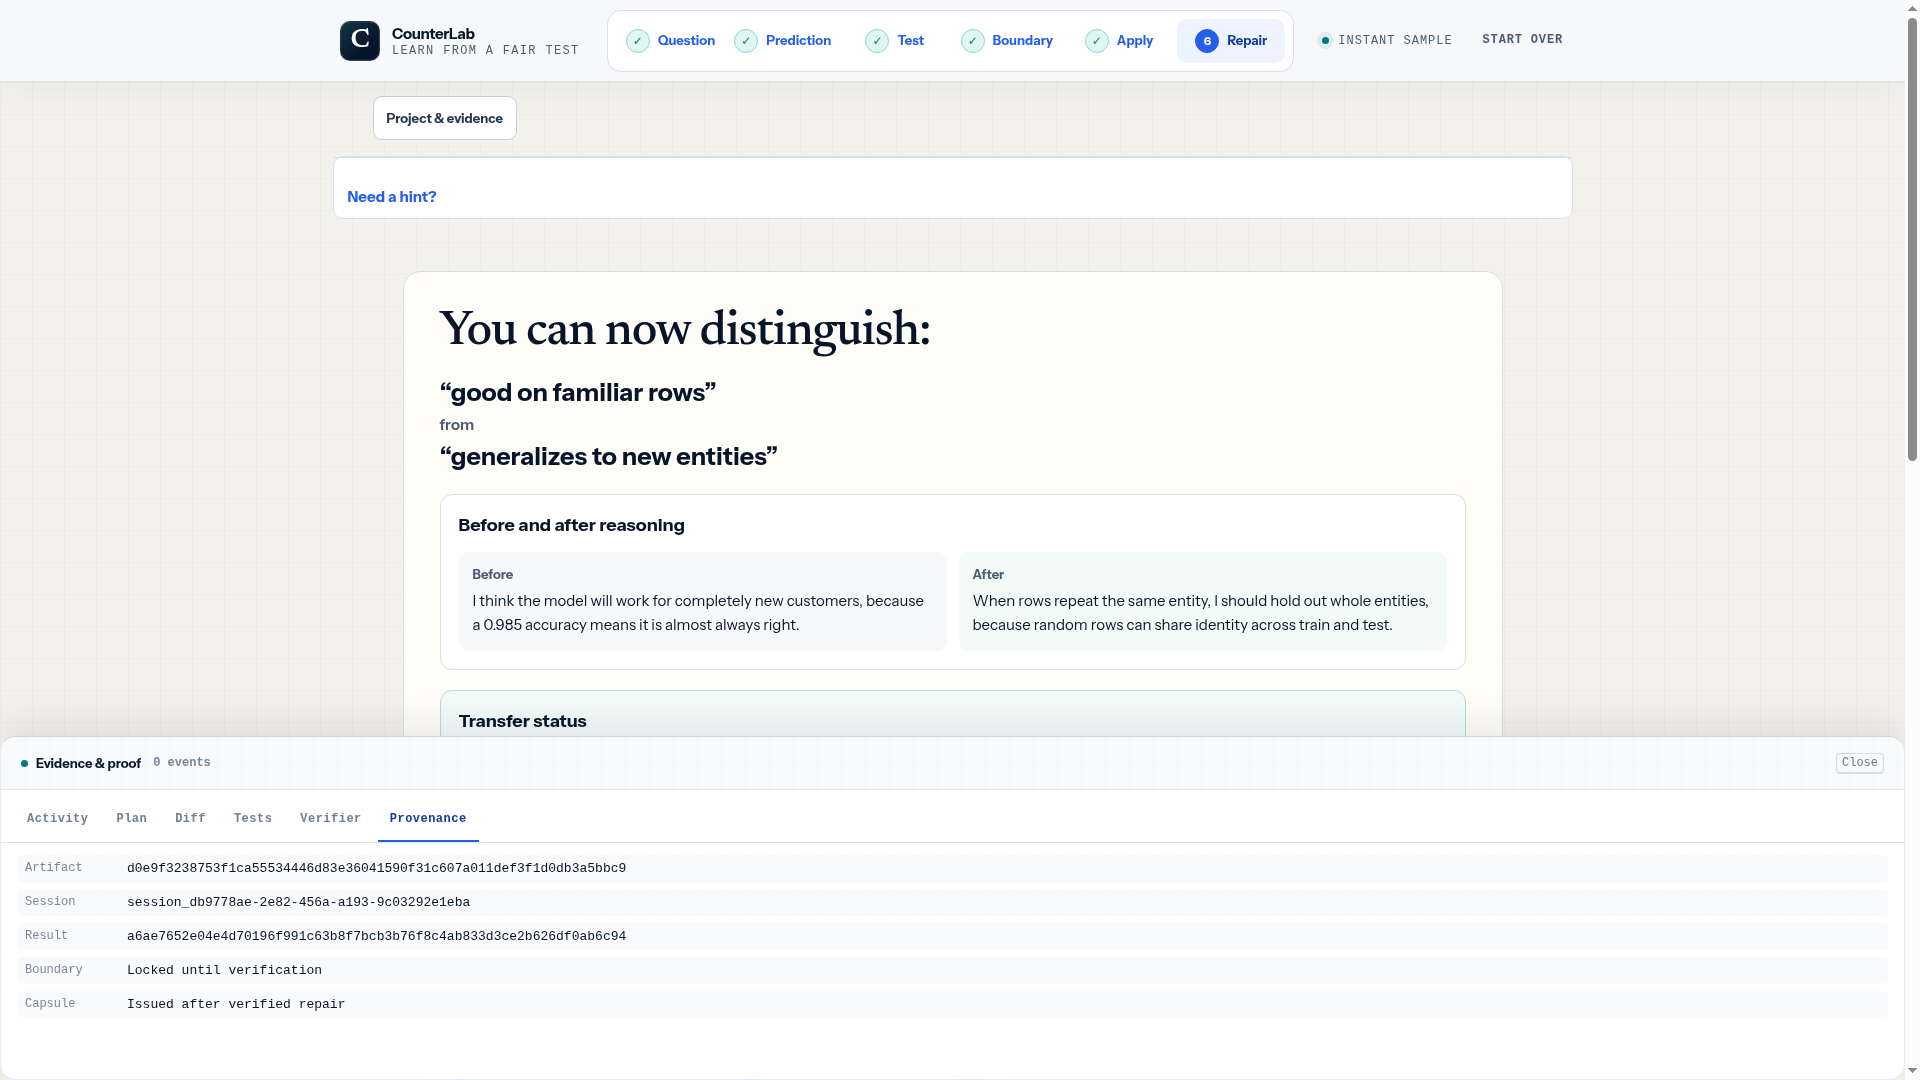 C
CounterLab
LEARN FROM A FAIR TEST
✓ Question
✓ Prediction
✓ Test
✓ Boundary
✓ Apply
6 Repair
INSTANT SAMPLE
START OVER
Project & evidence
Need a hint?
You can now distinguish:
“good on familiar rows”
from
“generalizes to new entities”
Before and after reasoning
Before
I think the model will work for completely new customers, because
a 0.985 accuracy means it is almost always right.
After
When rows repeat the same entity, I should hold out whole entities,
because random rows can share identity across train and test.
Transfer status
Evidence & proof 0 events
Close
Activity Plan Diff Tests Verifier Provenance
Artifact d0e9f3238753f1ca55534446d83e36041590f31c607a011def3f1d0db3a5bbc9
Session session_db9778ae-2e82-456a-a193-9c03292e1eba
Result a6ae7652e04e4d70196f991c63b8f7bcb3b76f8c4ab833d3ce2b626df0ab6c94
Boundary Locked until verification
Capsule Issued after verified repair